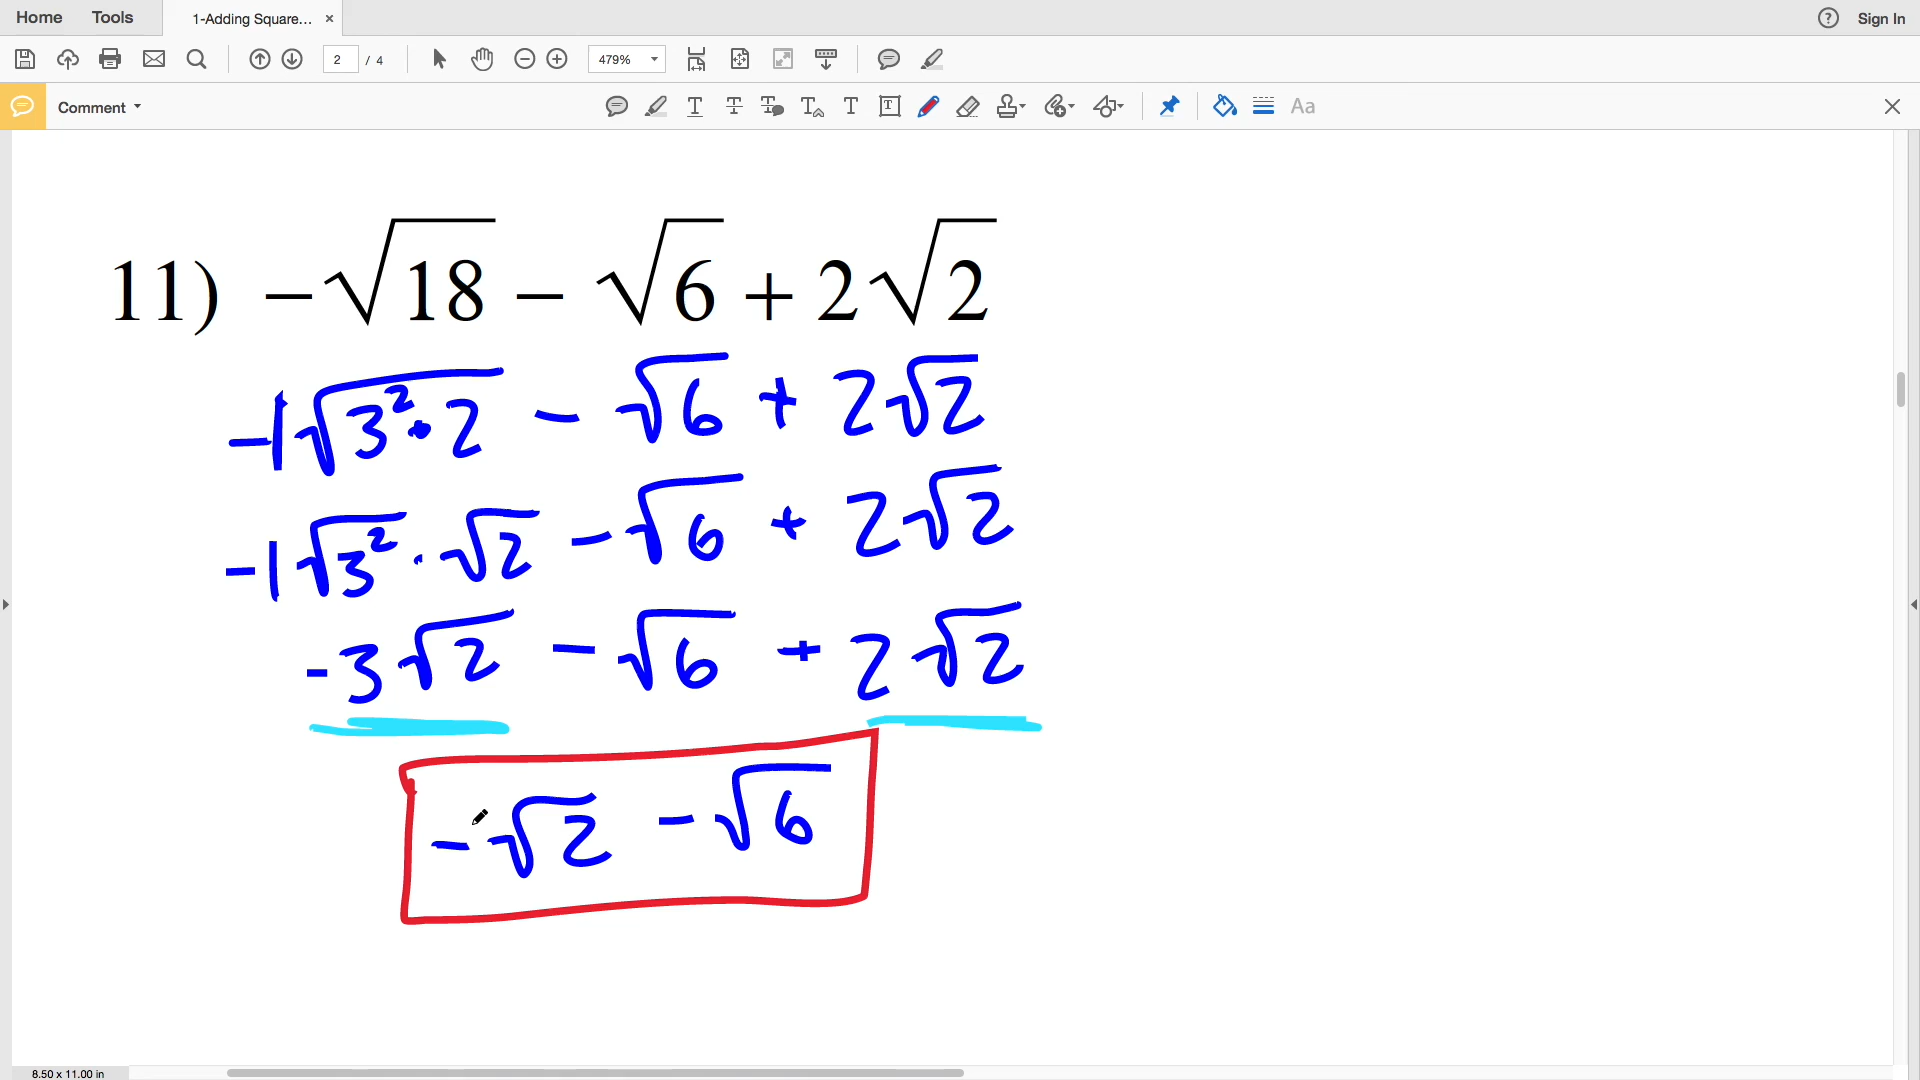 Home Tools 1-Adding Square... × ? Sign In
2 / 4 479%
Comment T T T T T T Aa
11) −√18 − √6 + 2√2
-1√3²·2 - √6 + 2√2
-1√3² · √2 - √6 + 2√2
-3√2 - √6 + 2√2
-√2 - √6
8.50 x 11.00 in